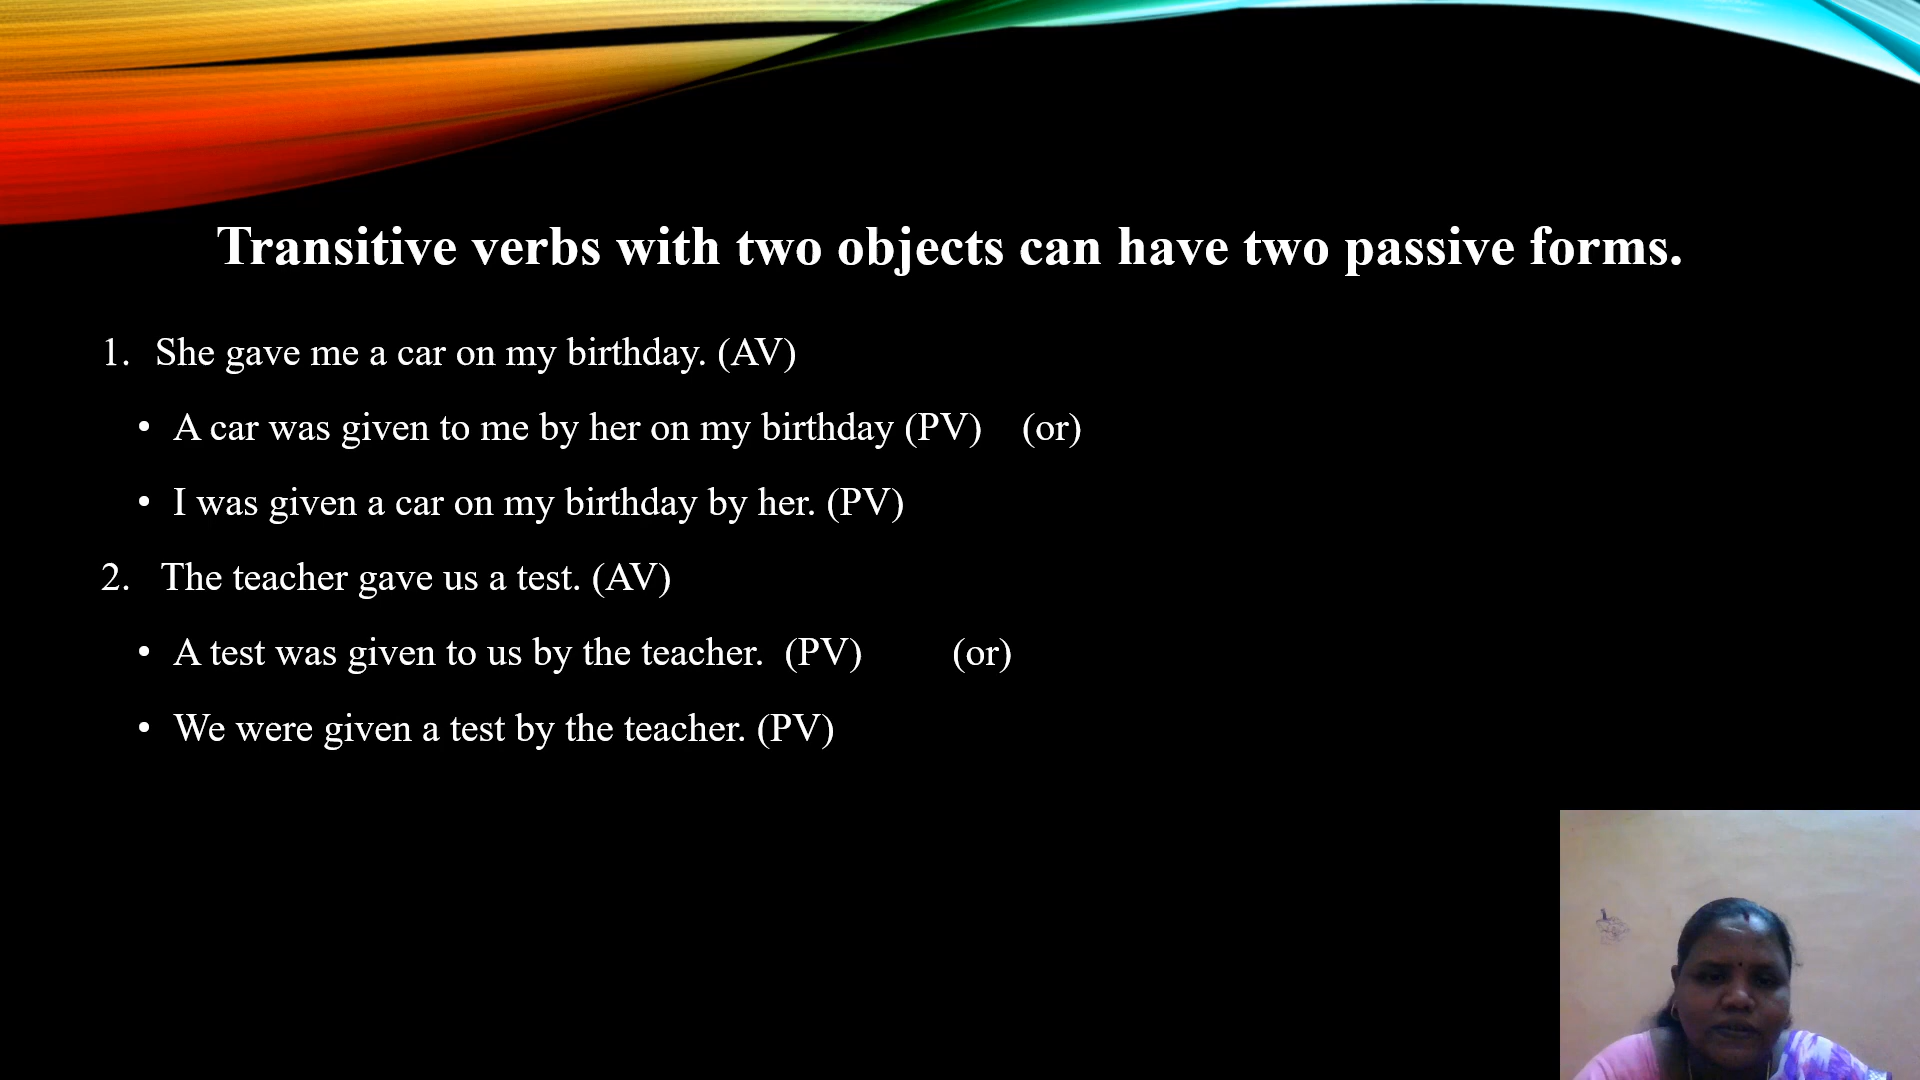 Transitive verbs with two objects can have two passive forms.
1. She gave me a car on my birthday. (AV)
• A car was given to me by her on my birthday (PV) (or)
• I was given a car on my birthday by her. (PV)
2. The teacher gave us a test. (AV)
• A test was given to us by the teacher. (PV) (or)
• We were given a test by the teacher. (PV)